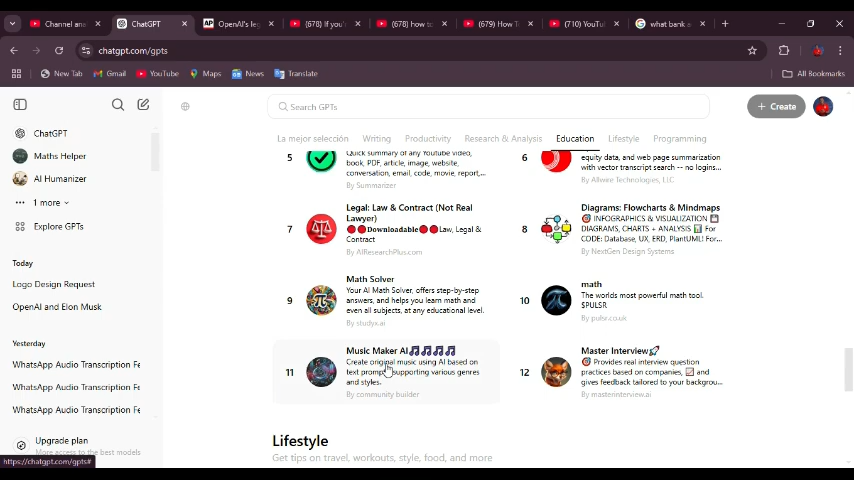 Channel an
ChatGPT
AP OpenAI's le
(678) If you'r
(678) how to
(679) How T
(710) YouTu
what bank a
chatgpt.com/gpts
New Tab
Gmail
YouTube
Maps
News
Translate
All Bookmarks
ChatGPT
Maths Helper
AI Humanizer
1 more
Explore GPTs
Today
Logo Design Request
OpenAI and Elon Musk
Yesterday
WhatsApp Audio Transcription Fe
WhatsApp Audio Transcription Fe
WhatsApp Audio Transcription Fe
Upgrade plan
More access to the best models
https://chatgpt.com/gpts#
Search GPTs
+ Create
La mejor selección
Writing
Productivity
Research & Analysis
Education
Lifestyle
Programming
5
Quick summary of any Youtube video,
book, PDF, article, image, website,
conversation, email, code, movie, report,...
By Summarizer
6
equity data, and web page summarization
with vector transcript search -- no logins...
By Allwire Technologies, LLC
7
Legal: Law & Contract (Not Real
Lawyer)
🔴🔴Downloadable🔴🔴Law, Legal &
Contract
By AIResearchPlus.com
8
Diagrams: Flowcharts & Mindmaps
🎯 INFOGRAPHICS & VISUALIZATION 💾
DIAGRAMS, CHARTS + ANALYSIS 📊 For
CODE: Database, UX, ERD, PlantUML! For...
By NextGen Design Systems
9
Math Solver
Your AI Math Solver, offers step-by-step
answers, and helps you learn math and
even all subjects, at any educational level.
By studyx.ai
10
math
The worlds most powerful math tool.
$PULSR
By pulsr.co.uk
11
Music Maker AI🎵🎵🎵🎵
Create original music using AI based on
text prompts supporting various genres
and styles.
By community builder
12
Master Interview🚀
🎯 Provides real interview question
practices based on companies, 📈 and
gives feedback tailored to your backgrou...
By masterinterview.ai
Lifestyle
Get tips on travel, workouts, style, food, and more